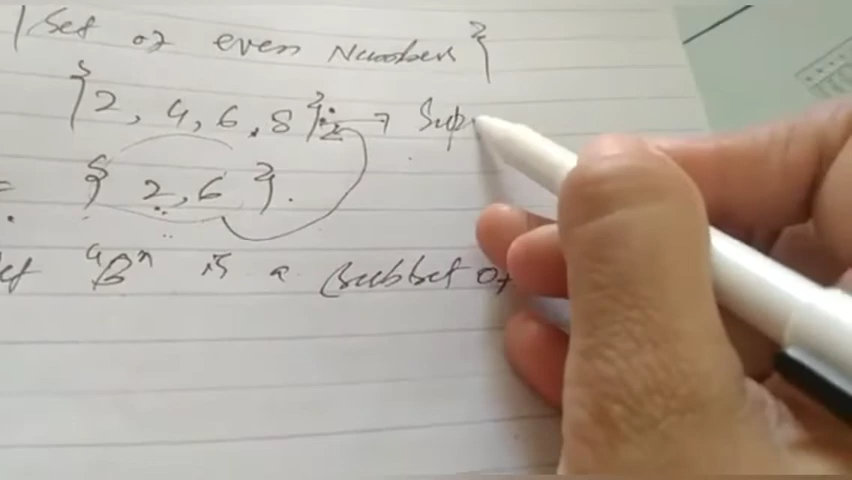 {Set of even Numbers}
{2, 4, 6, 8} → Sup
= { 2, 6 }.
"B" is a subset of